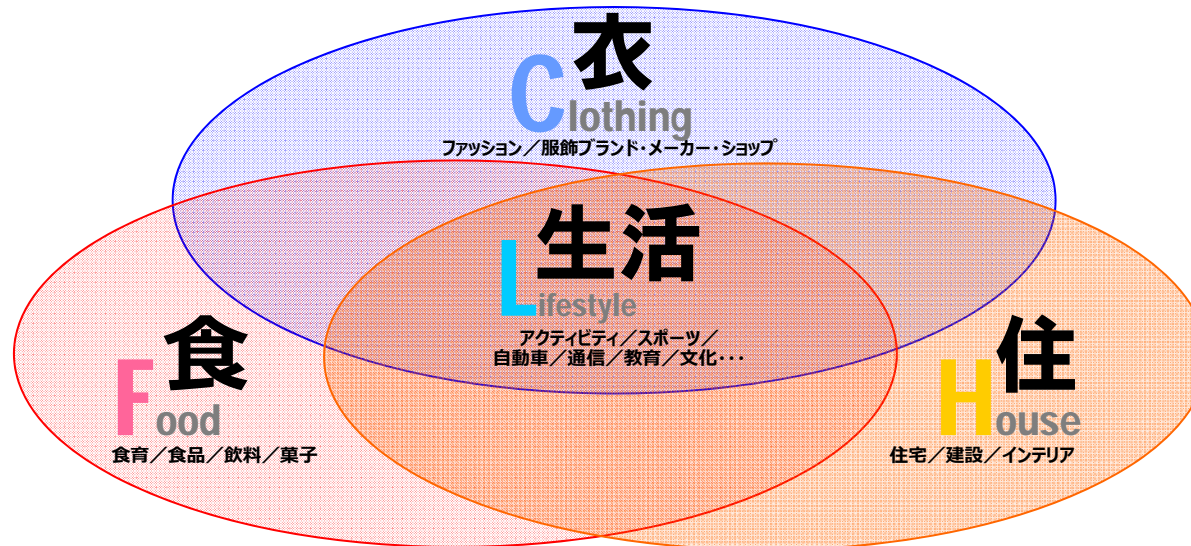 衣
Clothing
ファッション／服飾ブランド・メーカー・ショップ
生活
Lifestyle
アクティビティ／スポーツ／
自動車／通信／教育／文化・・・
食
Food
食育／食品／飲料／菓子
住
House
住宅／建設／インテリア